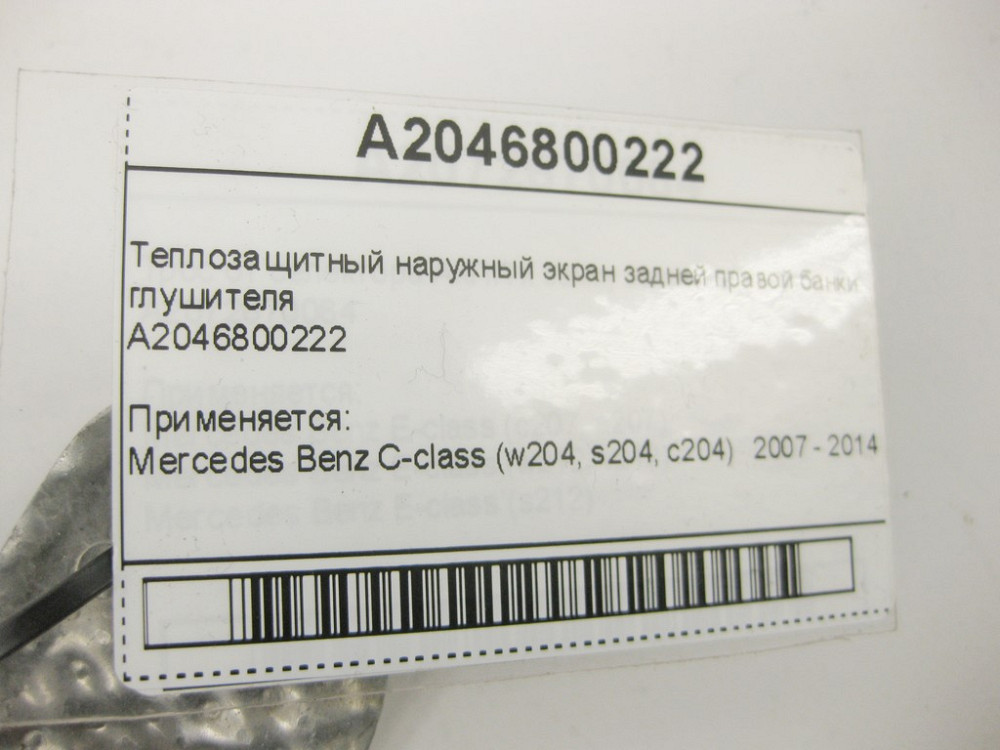 A2046800222
Теплозащитный наружный экран задней правой банки
глушителя
A2046800222
Применяется:
Mercedes Benz C-class (w204, s204, c204) 2007 - 2014